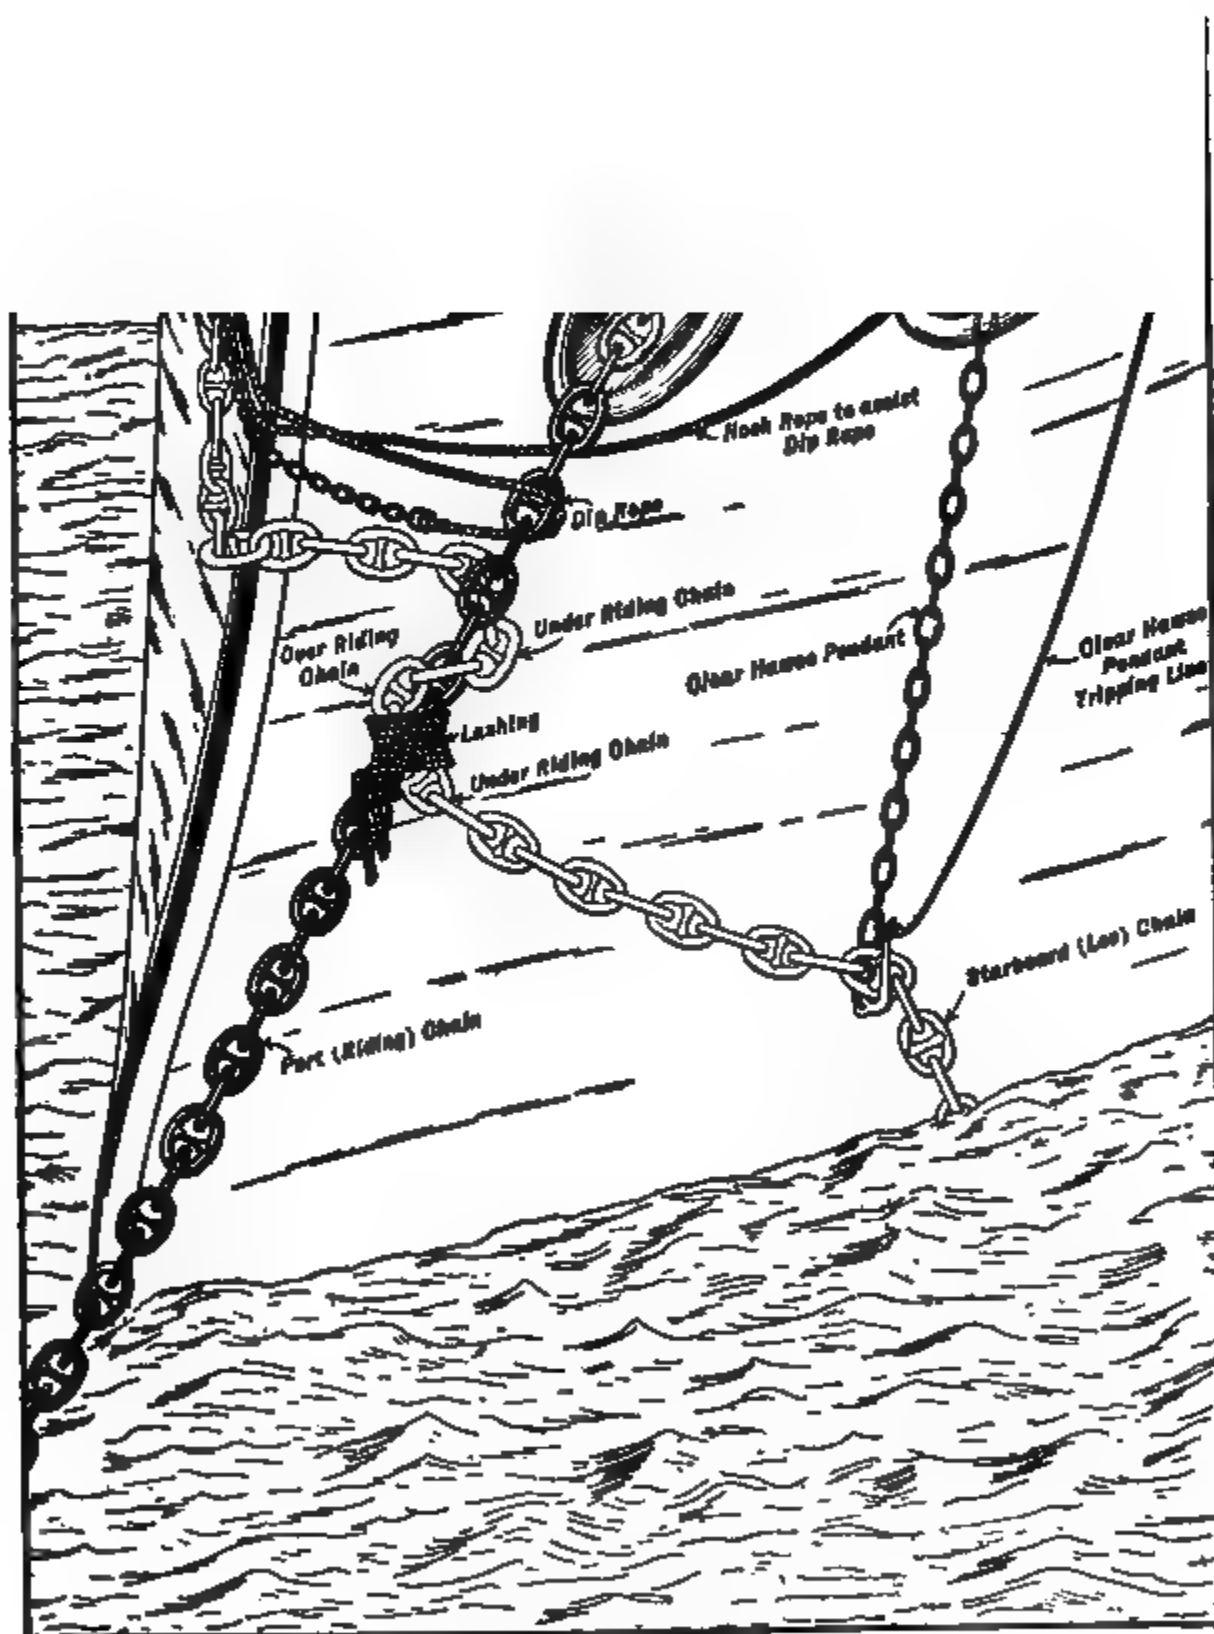 Hook Rope to assist
Dip Rope
Dip Rope
Under Riding Chain
Over Riding
Chain
Clear Hawse Pendant
Clear Hawse
Pendant
Tripping Line
Lashing
Under Riding Chain
Starboard (Lee) Chain
Port (Riding) Chain